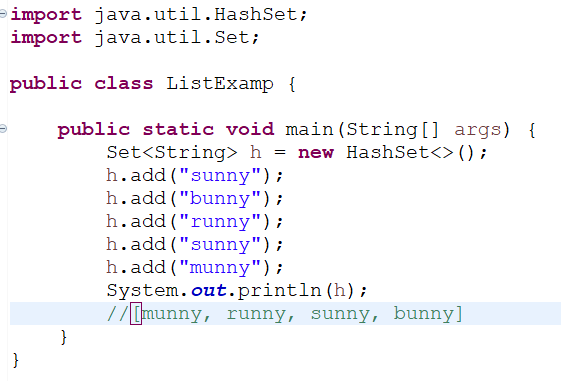 import java.util.HashSet;
import java.util.Set;
public class ListExamp {
public static void main(String[] args) {
Set<String> h = new HashSet<>();
h.add("sunny");
h.add("bunny");
h.add("runny");
h.add("sunny");
h.add("munny");
System.out.println(h);
//[munny, runny, sunny, bunny]
}
}